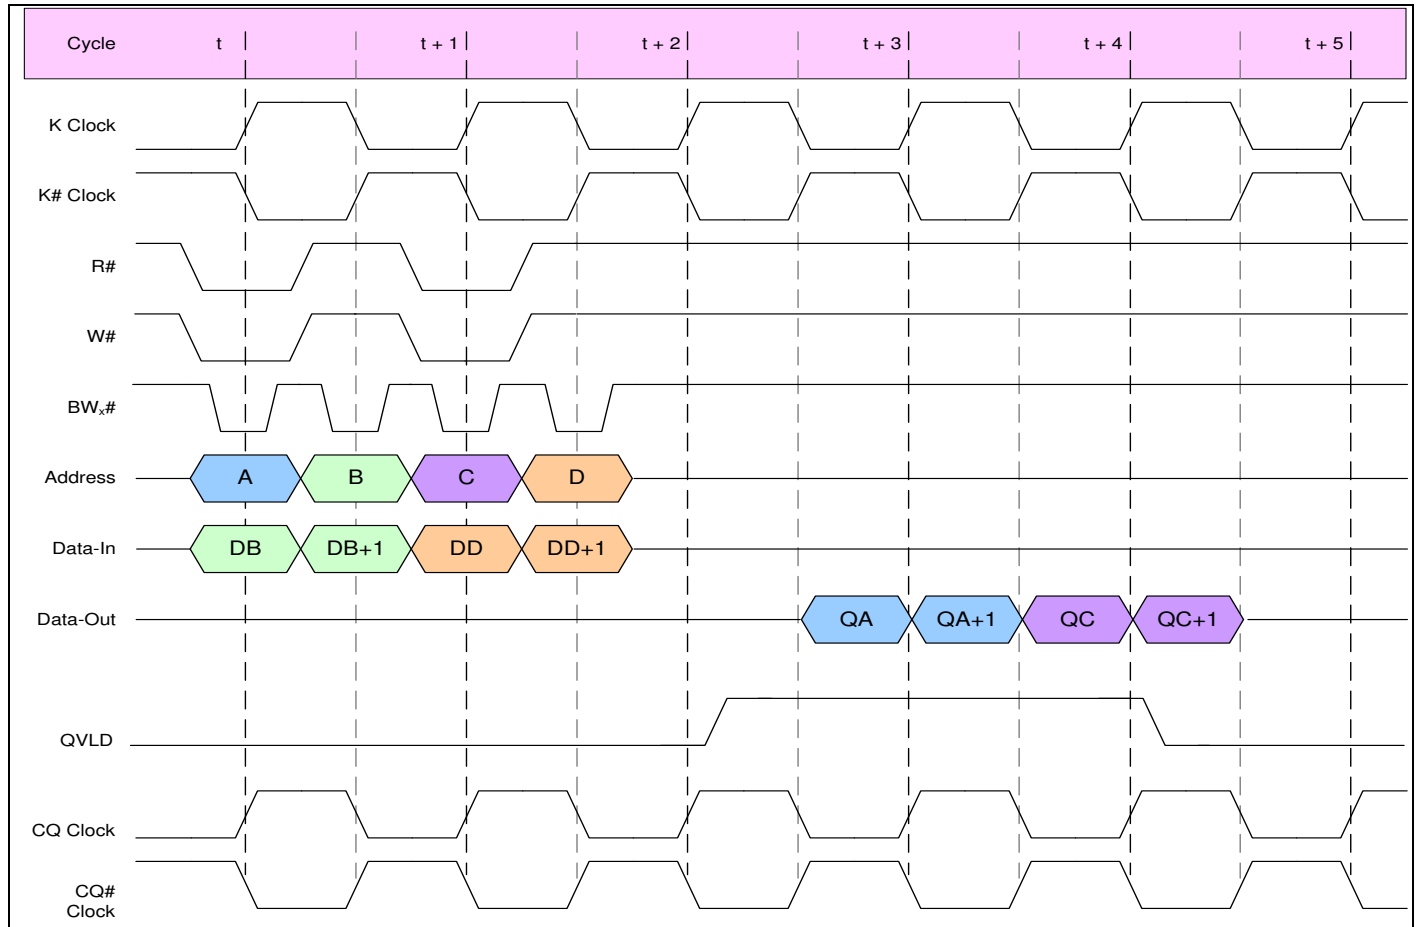 Cycle t t + 1 t + 2 t + 3 t + 4 t + 5
K Clock
K# Clock
R#
W#
BWx#
Address A B C D
Data-In DB DB+1 DD DD+1
Data-Out QA QA+1 QC QC+1
QVLD
CQ Clock
CQ#
Clock